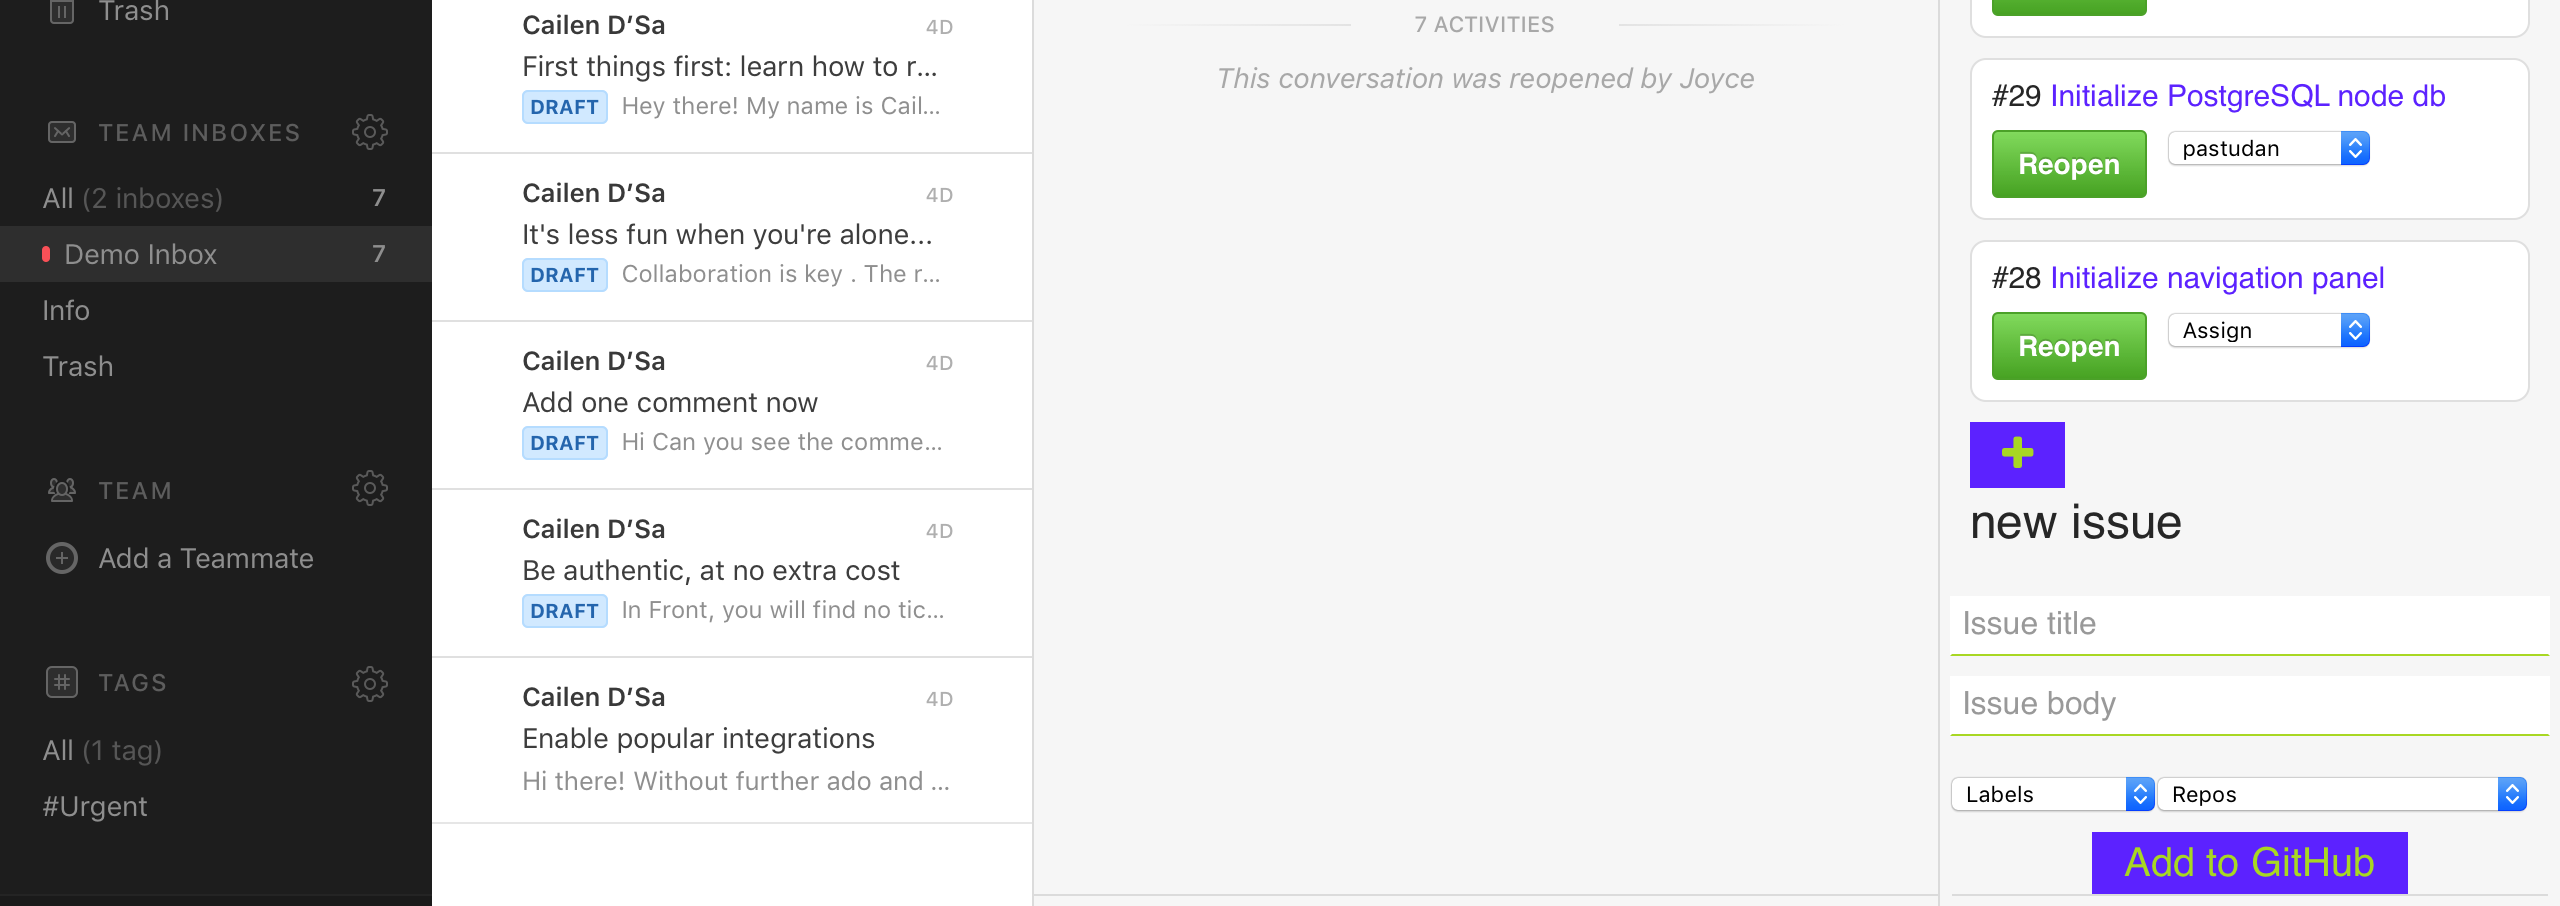 Trash
TEAM INBOXES
All (2 inboxes) 7
Demo Inbox 7
Info
Trash
TEAM
Add a Teammate
TAGS
All (1 tag)
#Urgent
Cailen D’Sa 4D
First things first: learn how to r...
DRAFT Hey there! My name is Cail...
Cailen D’Sa 4D
It's less fun when you're alone...
DRAFT Collaboration is key . The r...
Cailen D’Sa 4D
Add one comment now
DRAFT Hi Can you see the comme...
Cailen D’Sa 4D
Be authentic, at no extra cost
DRAFT In Front, you will find no tic...
Cailen D’Sa 4D
Enable popular integrations
Hi there! Without further ado and ...
7 ACTIVITIES
This conversation was reopened by Joyce
#29 Initialize PostgreSQL node db
Reopen pastudan
#28 Initialize navigation panel
Reopen Assign
new issue
Issue title
Issue body
Labels Repos
Add to GitHub